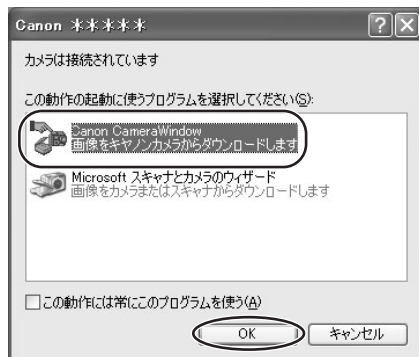 Canon *****
カメラは接続されています
この動作の起動に使うプログラムを選択してください(S):
Canon CameraWindow
画像をキヤノンカメラからダウンロードします
Microsoft スキャナとカメラのウィザード
画像をカメラまたはスキャナからダウンロードします
この動作には常にこのプログラムを使う(A)
OK キャンセル